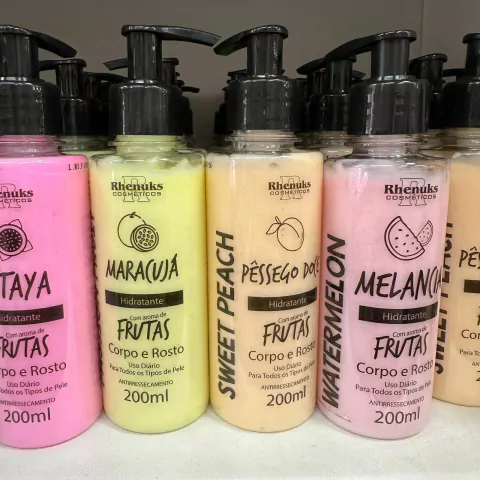 TAYA
Hidratante
Com aroma de
FRUTAS
Corpo e Rosto
Uso Diário
Para Todos os Tipos de Pele
ANTIRRESSECAMENTO
200ml
Rhenuks
COSMÉTICOS
MARACUJÁ
Hidratante
Com aroma de
FRUTAS
Corpo e Rosto
Uso Diário
Para Todos os Tipos de Pele
ANTIRRESSECAMENTO
200ml
SWEET PEACH
Rhenuks
COSMÉTICOS
PÊSSEGO DOCE
Hidratante
Com aroma de
FRUTAS
Corpo e Rosto
Uso Diário
Para Todos os Tipos de Pele
ANTIRRESSECAMENTO
200ml
WATERMELON
Rhenuks
COSMÉTICOS
MELANCIA
Hidratante
Com aroma de
FRUTAS
Corpo e Rosto
Uso Diário
Para Todos os Tipos de Pele
ANTIRRESSECAMENTO
200ml
SWEET PEACH